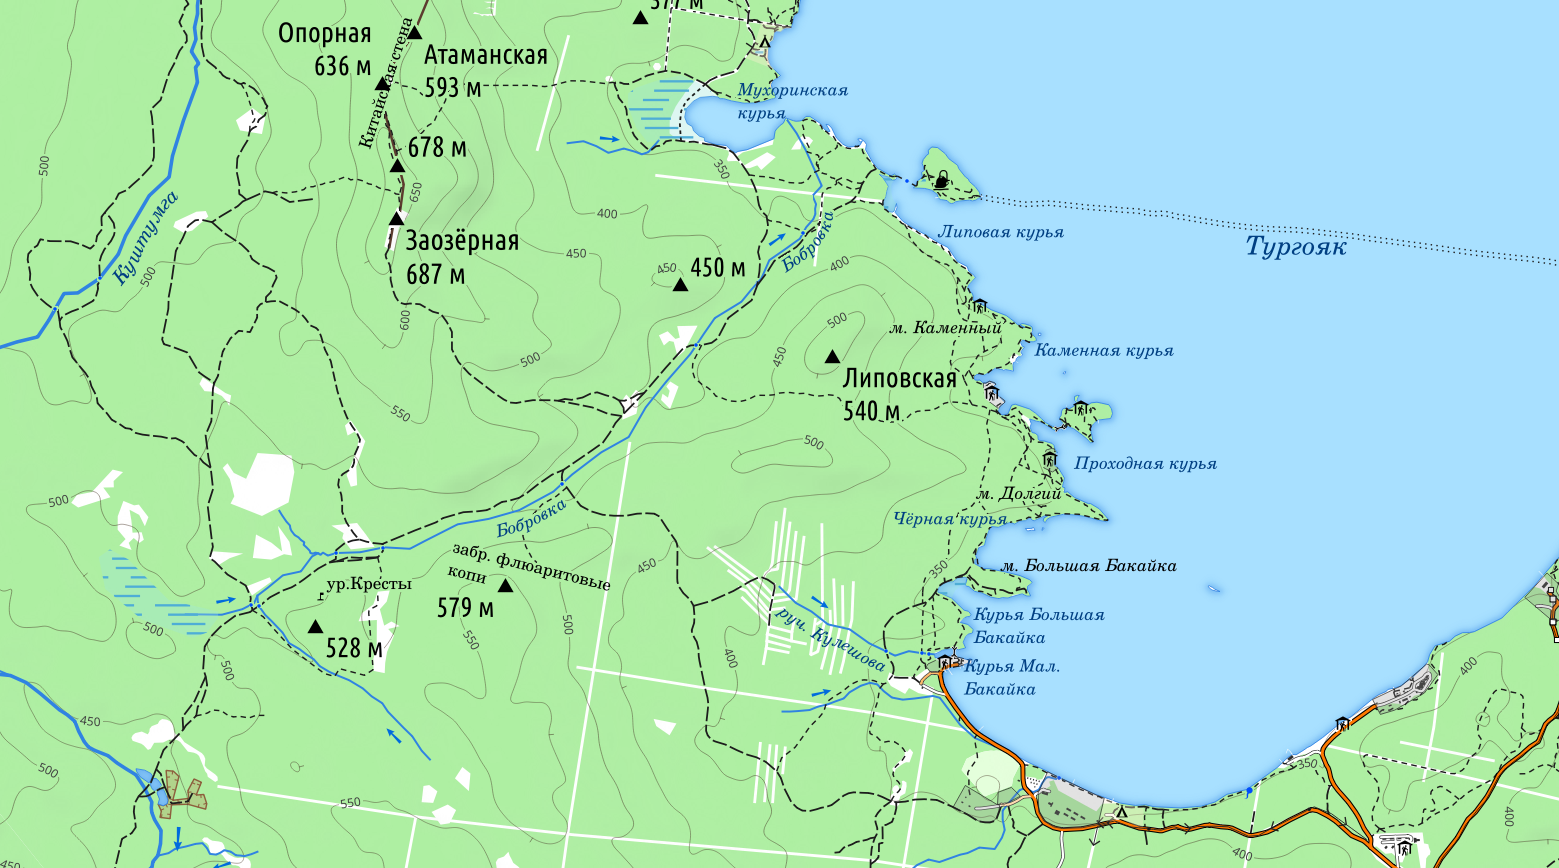 377 м
Опорная
636 м
Атаманская
593 м
Китайская стена
678 м
Мухоринская
курья
350
500
650
400
Куштумга
Заозёрная
687 м
450
450
450 м
Бобровка
400
Липовая курья
Тургояк
500
600
500
450
500
м. Каменный
Каменная курья
Липовская
540 м
550
500
Проходная курья
м. Долгий
500
Бобровка
Чёрная курья
забр. флюаритовые
копи
450
350
м. Большая Бакайка
ур.Кресты
579 м
руч. Кулешова
Курья Большая
Бакайка
500
528 м
550
500
400
Курья Мал.
Бакайка
500
400
450
500
350
550
400
400
450